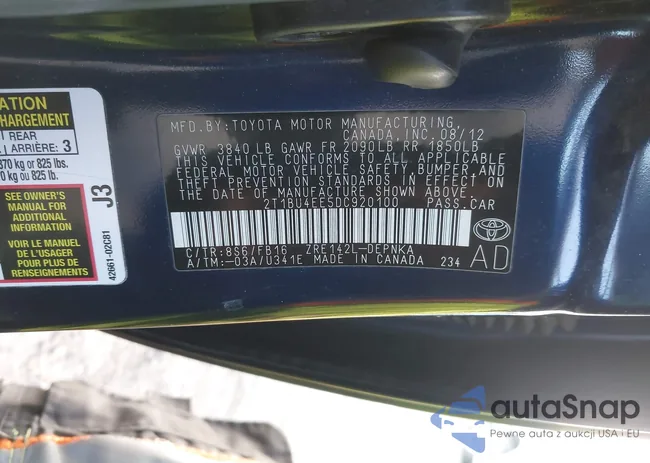 ATION
CHARGEMENT
REAR
ARRIÈRE: 3
370 kg or 825 lbs.
70 kg ou 825 lb.
SEE OWNER'S
MANUAL FOR
ADDITIONAL
INFORMATION
VOIR LE MANUEL
DE L'USAGER
POUR PLUS DE
RENSEIGNEMENTS
J3
42661-02C81
MFD.BY:TOYOTA MOTOR MANUFACTURING,
CANADA,INC.08/12
GVWR 3840 LB GAWR FR 2090LB RR 1850LB
THIS VEHICLE CONFORMS TO ALL APPLICABLE
FEDERAL MOTOR VEHICLE SAFETY,BUMPER,AND
THEFT PREVENTION STANDARDS IN EFFECT ON
THE DATE OF MANUFACTURE SHOWN ABOVE.
2T1BU4EE5DC920100 PASS.CAR
C/TR:8S6/FB16 ZRE142L-DEPNKA
A/TM:-03A/U341E MADE IN CANADA 234
AD
autaSnap
Pewne auta z aukcji USA i EU